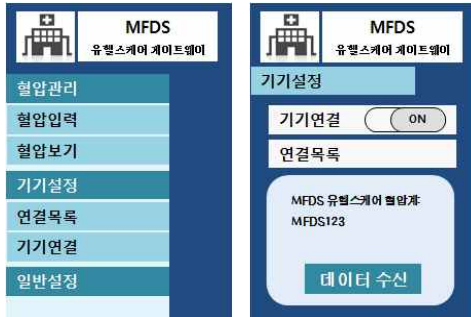 MFDS
유헬스케어 게이트웨이
혈압관리
혈압입력
혈압보기
기기설정
연결목록
기기연결
일반설정
MFDS
유헬스케어 게이트웨이
기기설정
기기연결 ON
연결목록
MFDS 유헬스케어 혈압계:
MFDS123
데이터 수신